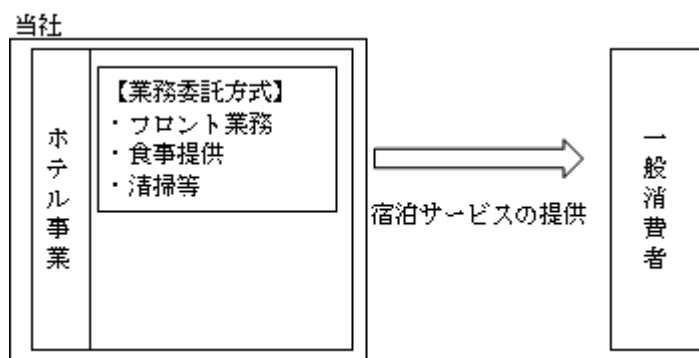 当社
ホテル事業
【業務委託方式】
・フロント業務
・食事提供
・清掃等
宿泊サービスの提供
一般消費者